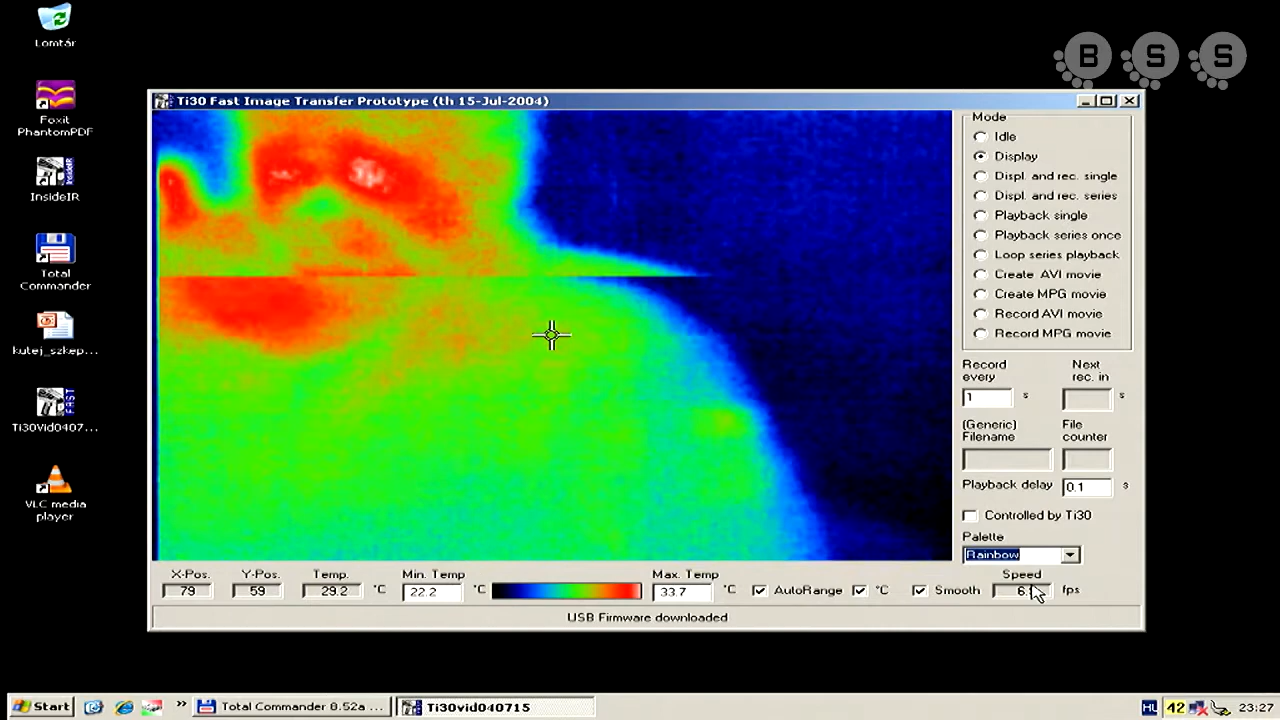 Lomtár
Foxit
PhantomPDF
InsideIR
Total
Commander
kutej_szkep...
Ti30Vid0407...
VLC media
player
B S S
Ti30 Fast Image Transfer Prototype (th 15-Jul-2004)
Mode
Idle
Display
Displ. and rec. single
Displ. and rec. series
Playback single
Playback series once
Loop series playback
Create AVI movie
Create MPG movie
Record AVI movie
Record MPG movie
Record
every
Next
rec. in
1 s
s
(Generic)
Filename
File
counter
Playback delay 0.1 s
Controlled by Ti30
Palette
Rainbow
X-Pos. Y-Pos. Temp. Min. Temp Max. Temp Speed
79 59 29.2 °C 22.2 °C 33.7 °C AutoRange °C Smooth fps
USB Firmware downloaded
Start
Total Commander 8.52a ...
Ti30vid040715
HU 42 23:27